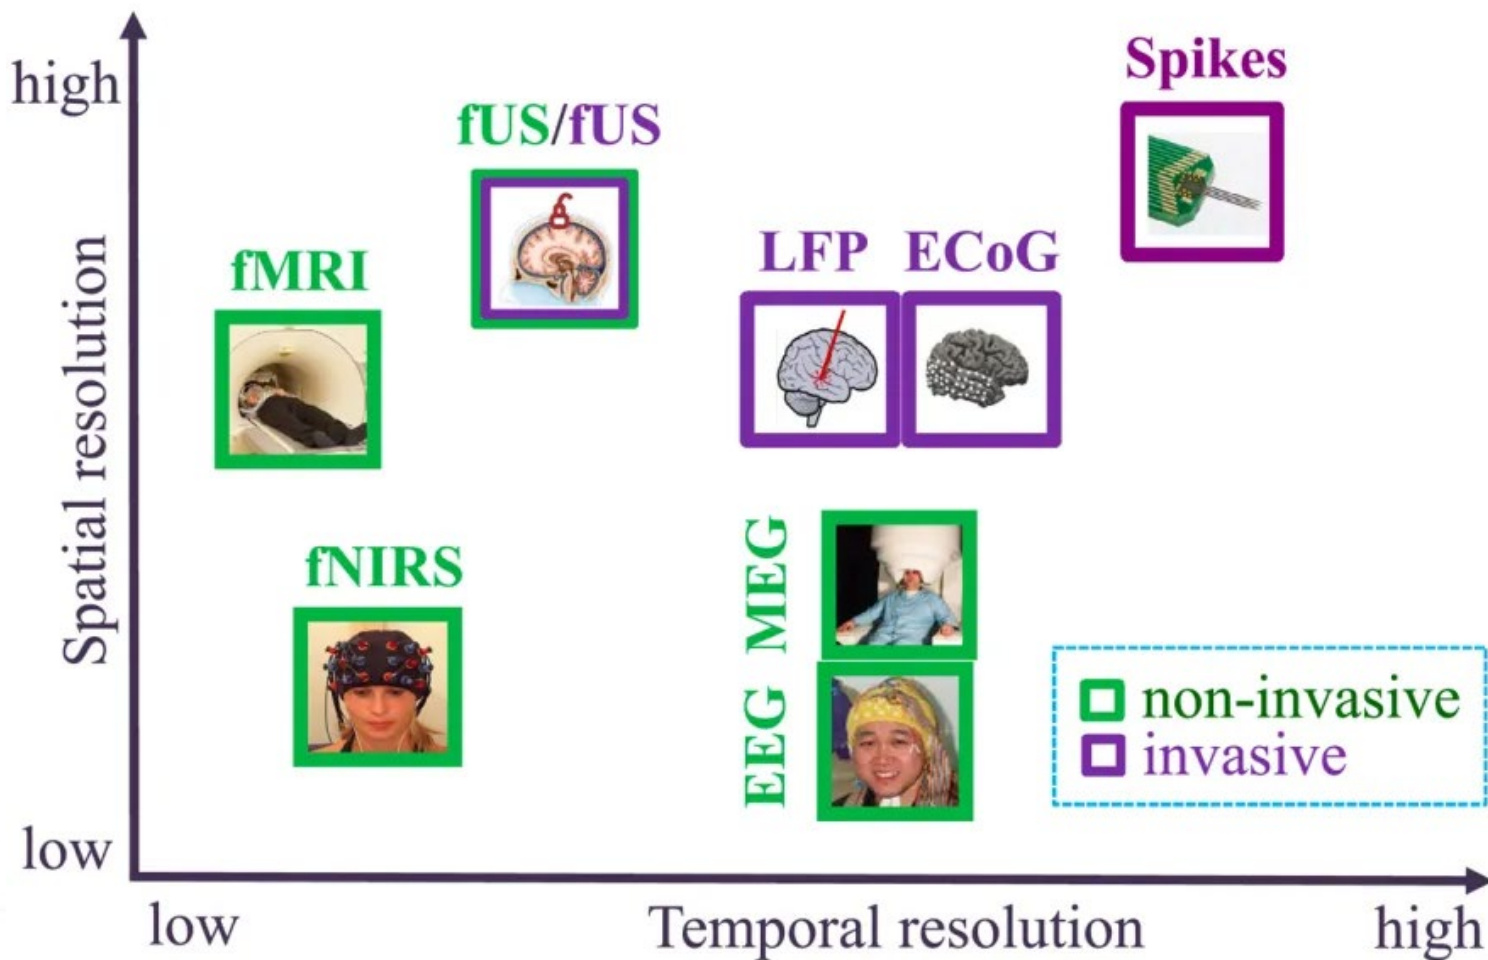 high
Spikes
fUS/fUS
LFP ECoG
fMRI
Spatial resolution
MEG
fNIRS
EEG
non-invasive
invasive
low
low
Temporal resolution
high